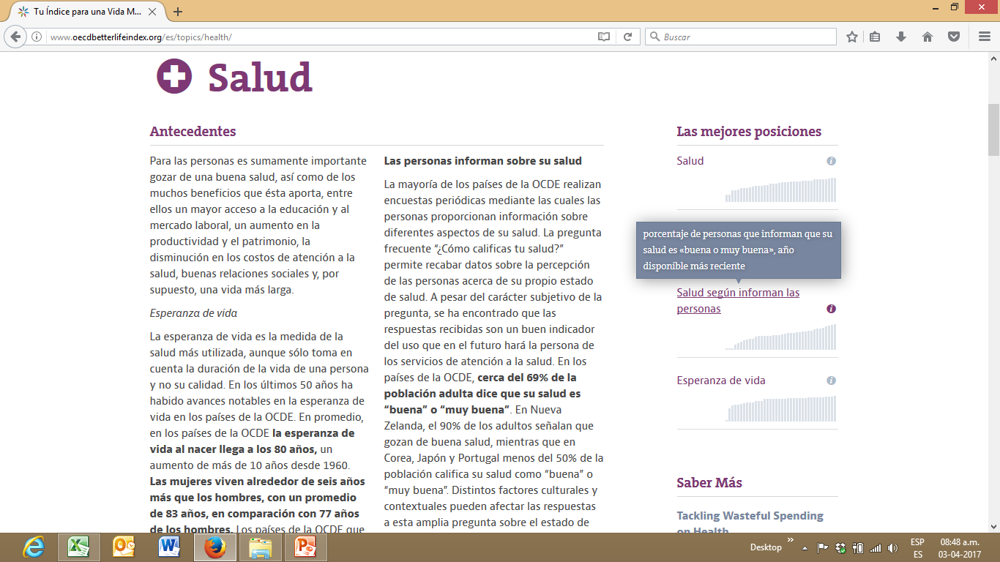 Tu Índice para una Vida M...
www.oecdbetterlifeindex.org/es/topics/health/
Buscar
Salud
Antecedentes
Para las personas es sumamente importante
gozar de una buena salud, así como de los
muchos beneficios que ésta aporta, entre
ellos un mayor acceso a la educación y al
mercado laboral, un aumento en la
productividad y el patrimonio, la
disminución en los costos de atención a la
salud, buenas relaciones sociales y, por
supuesto, una vida más larga.
Esperanza de vida
La esperanza de vida es la medida de la
salud más utilizada, aunque sólo toma en
cuenta la duración de la vida de una persona
y no su calidad. En los últimos 50 años ha
habido avances notables en la esperanza de
vida en los países de la OCDE. En promedio,
en los países de la OCDE la esperanza de
vida al nacer llega a los 80 años, un
aumento de más de 10 años desde 1960.
Las mujeres viven alrededor de seis años
más que los hombres, con un promedio
de 83 años, en comparación con 77 años
de los hombres. Los países de la OCDE que
Las personas informan sobre su salud
La mayoría de los países de la OCDE realizan
encuestas periódicas mediante las cuales las
personas proporcionan información sobre
diferentes aspectos de su salud. La pregunta
frecuente “¿Cómo calificas tu salud?”
permite recabar datos sobre la percepción
de las personas acerca de su propio estado
de salud. A pesar del carácter subjetivo de la
pregunta, se ha encontrado que las
respuestas recibidas son un buen indicador
del uso que en el futuro hará la persona de
los servicios de atención a la salud. En los
países de la OCDE, cerca del 69% de la
población adulta dice que su salud es
“buena” o “muy buena”. En Nueva
Zelanda, el 90% de los adultos señalan que
gozan de buena salud, mientras que en
Corea, Japón y Portugal menos del 50% de la
población califica su salud como “buena” o
“muy buena”. Distintos factores culturales y
contextuales pueden afectar las respuestas
a esta amplia pregunta sobre el estado de
Las mejores posiciones
Salud
porcentaje de personas que informan que su
salud es «buena o muy buena», año
disponible más reciente
Salud según informan las
personas
Esperanza de vida
Saber Más
Tackling Wasteful Spending
on Health
Desktop
ESP
ES
08:48 a.m.
03-04-2017